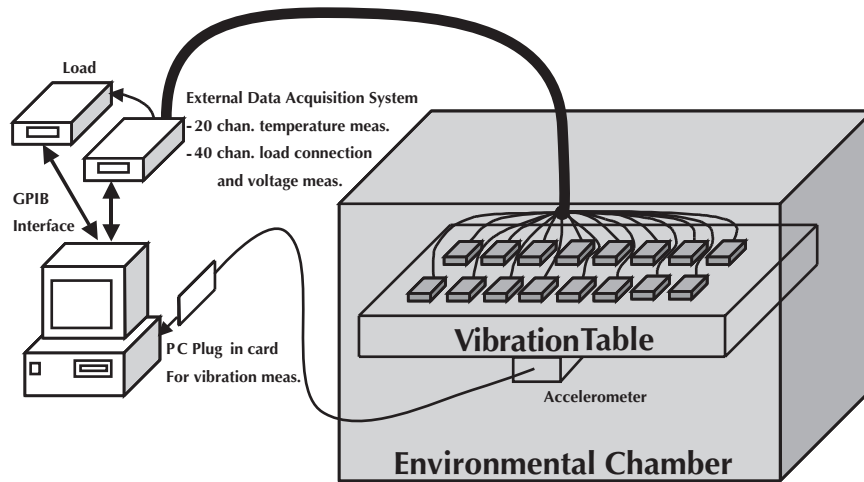 Load
External Data Acquisition System
-20 chan. temperature meas.
-40 chan. load connection
and voltage meas.
GPIB
Interface
PC Plug in card
For vibration meas.
VibrationTable
Accelerometer
Environmental Chamber